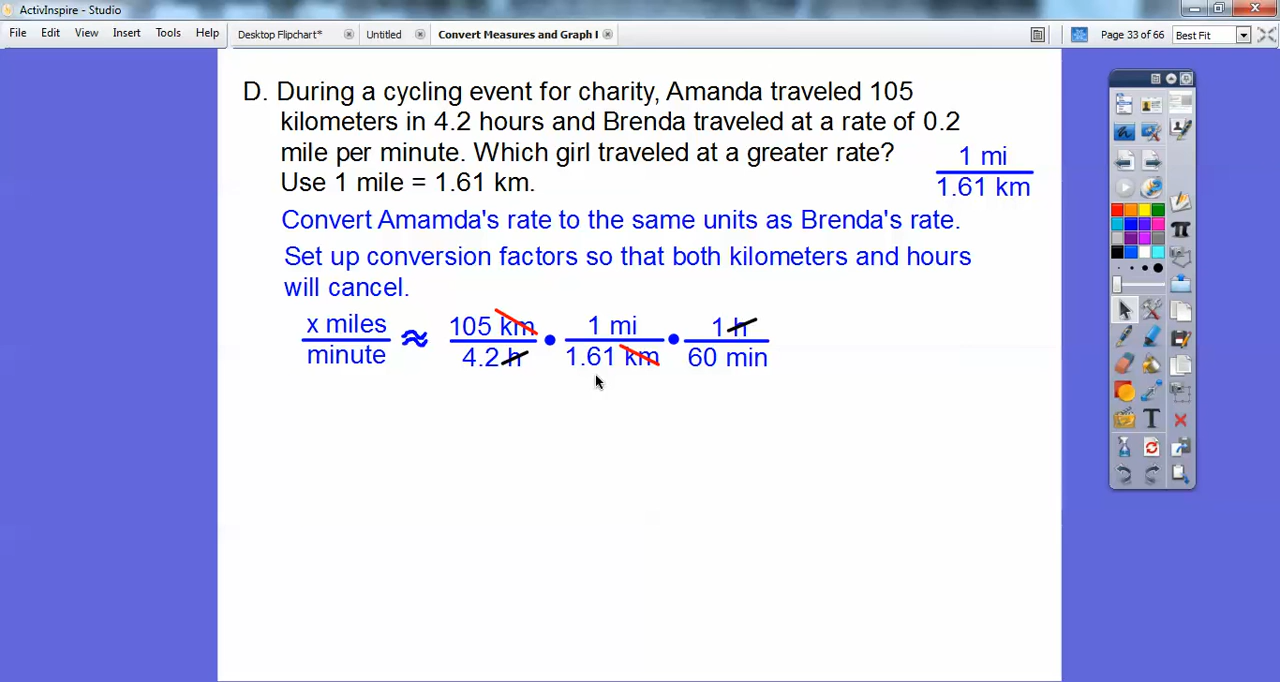 ActivInspire - Studio
File Edit View Insert Tools Help Desktop Flipchart* Untitled Convert Measures and Graph I Page 33 of 66 Best Fit
D. During a cycling event for charity, Amanda traveled 105
kilometers in 4.2 hours and Brenda traveled at a rate of 0.2
mile per minute. Which girl traveled at a greater rate?
Use 1 mile = 1.61 km.
1 mi
1.61 km
Convert Amamda's rate to the same units as Brenda's rate.
Set up conversion factors so that both kilometers and hours
will cancel.
x miles ≈ 105 km • 1 mi • 1 h
minute 4.2 h 1.61 km 60 min